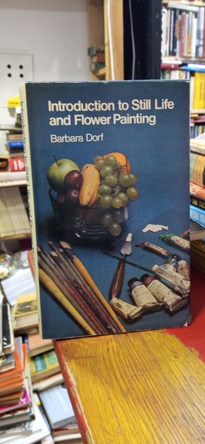 Introduction to Still Life
and Flower Painting
Barbara Dorf